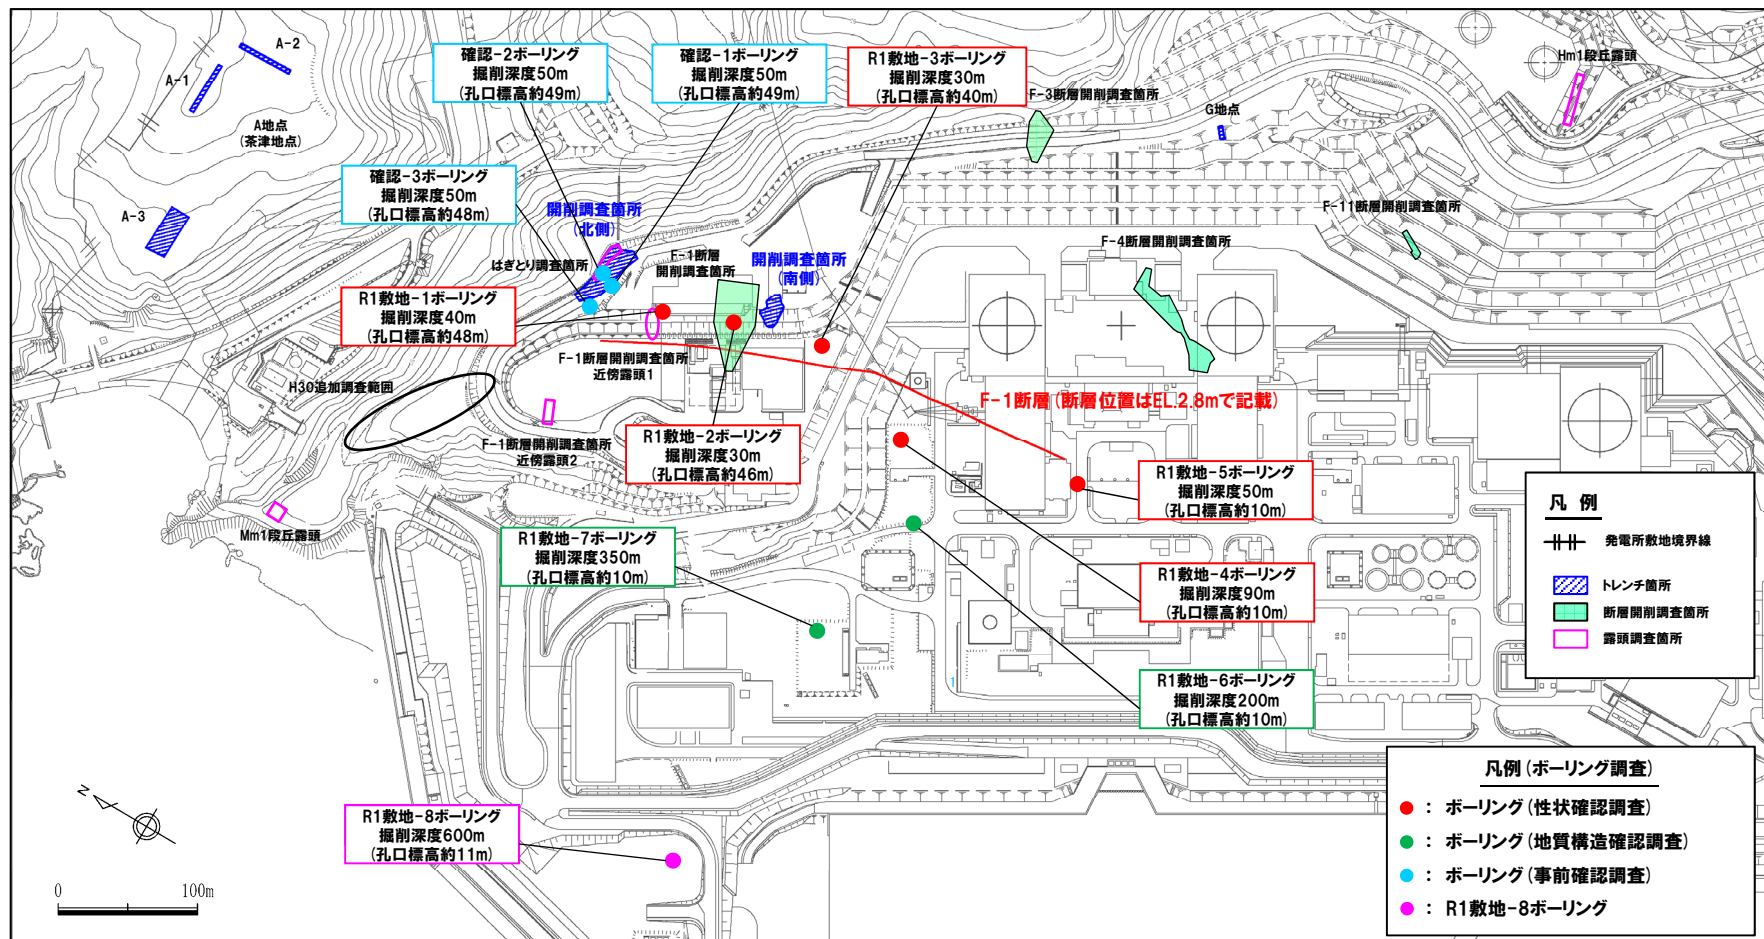 A-2
A-1
A地点
(茶津地点)
A-3
確認-2ボーリング
掘削深度50m
(孔口標高約49m)
確認-1ボーリング
掘削深度50m
(孔口標高約49m)
R1敷地-3ボーリング
掘削深度30m
(孔口標高約40m)
F-3断層開削調査箇所
G地点
Hm1段丘露頭
確認-3ボーリング
掘削深度50m
(孔口標高約48m)
開削調査箇所
(北側)
はぎとり調査箇所
F-1断層
開削調査箇所
開削調査箇所
(南側)
F-4断層開削調査箇所
F-11断層開削調査箇所
R1敷地-1ボーリング
掘削深度40m
(孔口標高約48m)
F-1断層開削調査箇所
近傍露頭1
H30追加調査範囲
F-1断層(断層位置はEL.2.8mで記載)
F-1断層開削調査箇所
近傍露頭2
R1敷地-2ボーリング
掘削深度30m
(孔口標高約46m)
R1敷地-5ボーリング
掘削深度50m
(孔口標高約10m)
Mm1段丘露頭
R1敷地-7ボーリング
掘削深度350m
(孔口標高約10m)
R1敷地-4ボーリング
掘削深度90m
(孔口標高約10m)
R1敷地-6ボーリング
掘削深度200m
(孔口標高約10m)
1
R1敷地-8ボーリング
掘削深度600m
(孔口標高約11m)
N
0 100m
凡 例
発電所敷地境界線
トレンチ箇所
断層開削調査箇所
露頭調査箇所
凡例(ボーリング調査)
: ボーリング(性状確認調査)
: ボーリング(地質構造確認調査)
: ボーリング(事前確認調査)
: R1敷地-8ボーリング